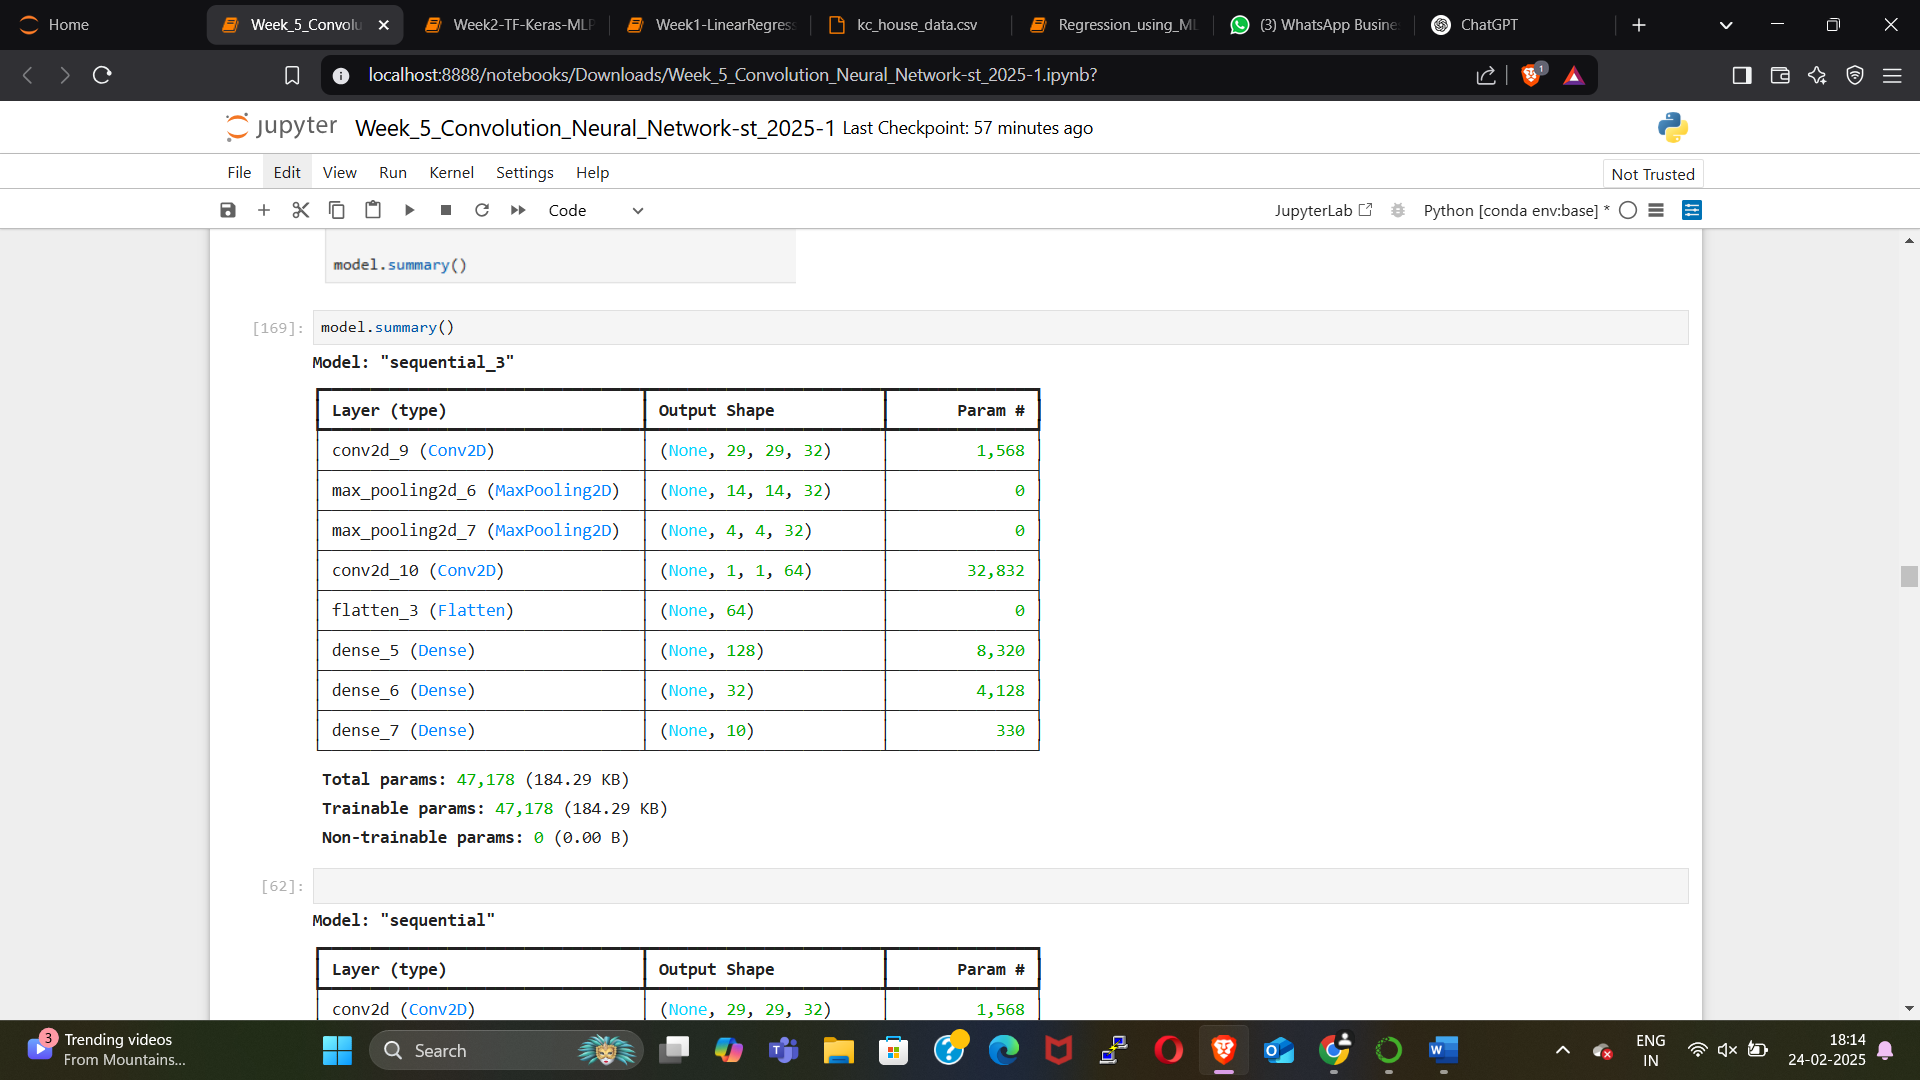 Home
Week_5_Convolu
Week2-TF-Keras-MLP
Week1-LinearRegress
kc_house_data.csv
Regression_using_ML
(3) WhatsApp Busine
ChatGPT
localhost:8888/notebooks/Downloads/Week_5_Convolution_Neural_Network-st_2025-1.ipynb?
1
jupyter Week_5_Convolution_Neural_Network-st_2025-1 Last Checkpoint: 57 minutes ago
File Edit View Run Kernel Settings Help
Not Trusted
Code
JupyterLab
Python [conda env:base] *
model.summary()
[169]: model.summary()
Model: "sequential_3"
Layer (type) Output Shape Param #
conv2d_9 (Conv2D) (None, 29, 29, 32) 1,568
max_pooling2d_6 (MaxPooling2D) (None, 14, 14, 32) 0
max_pooling2d_7 (MaxPooling2D) (None, 4, 4, 32) 0
conv2d_10 (Conv2D) (None, 1, 1, 64) 32,832
flatten_3 (Flatten) (None, 64) 0
dense_5 (Dense) (None, 128) 8,320
dense_6 (Dense) (None, 32) 4,128
dense_7 (Dense) (None, 10) 330
Total params: 47,178 (184.29 KB)
Trainable params: 47,178 (184.29 KB)
Non-trainable params: 0 (0.00 B)
[62]:
Model: "sequential"
Layer (type) Output Shape Param #
conv2d (Conv2D) (None, 29, 29, 32) 1,568
3
Trending videos
From Mountains...
Search
ENG
IN
18:14
24-02-2025